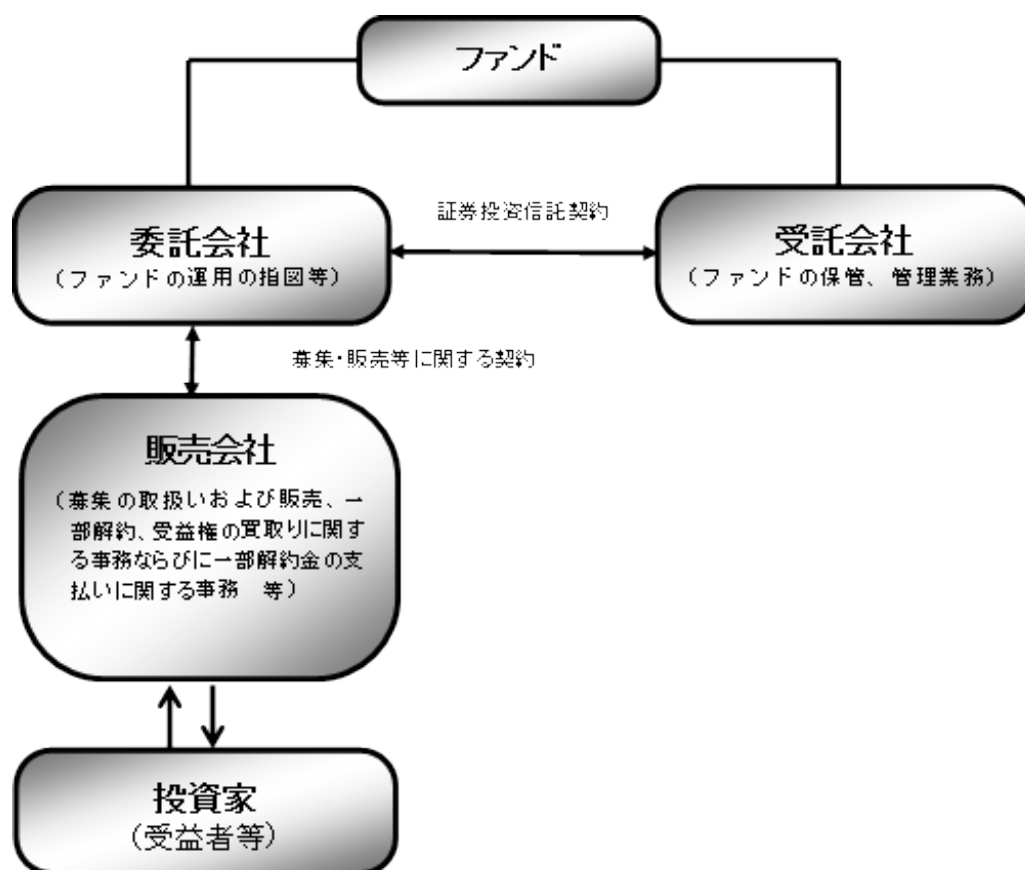 ファンド
委託会社
(ファンドの運用の指図等)
証券投資信託契約
受託会社
(ファンドの保管、管理業務)
募集・販売等に関する契約
販売会社
(募集の取扱いおよび販売、一
部解約、受益権の買取りに関す
る事務ならびに一部解約金の支
払いに関する事務　等)
投資家
(受益者等)